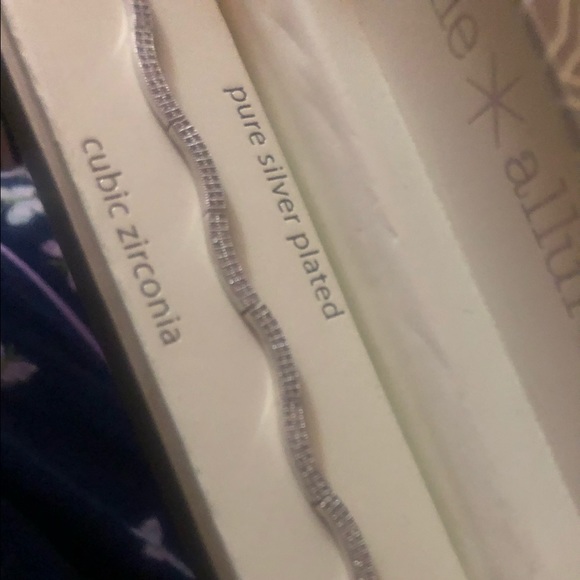 pure silver plated
cubic zirconia